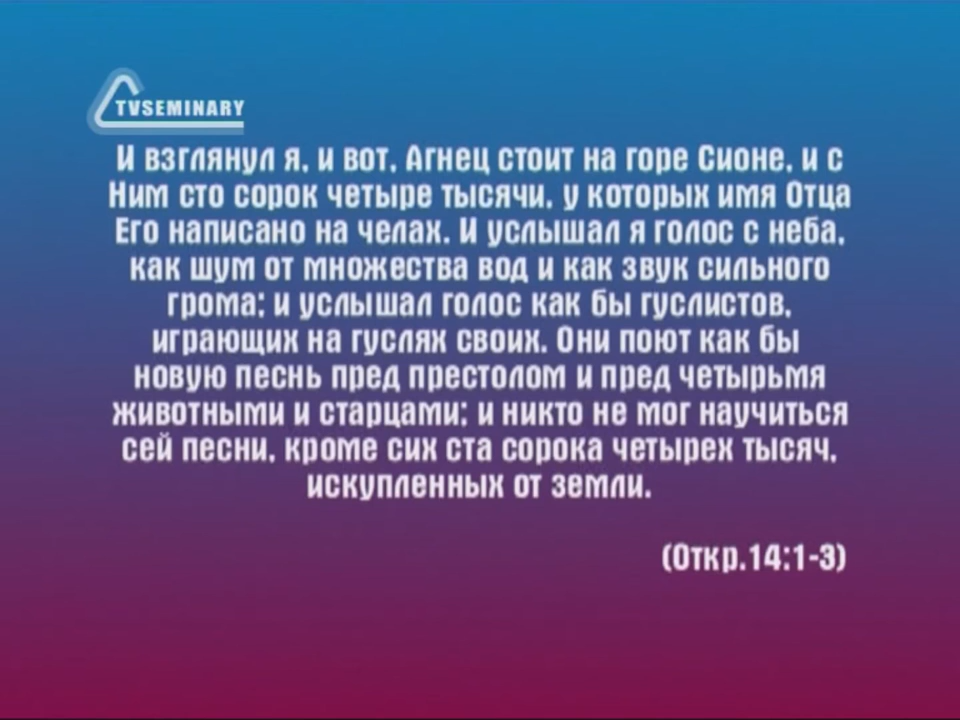 TVSEMINARY
И взглянул я, и вот, Агнец стоит на горе Сионе, и с
Ним сто сорок четыре тысячи, у которых имя Отца
Его написано на челах. И услышал я голос с неба,
как шум от множества вод и как звук сильного
грома; и услышал голос как бы гуслистов,
играющих на гуслях своих. Они поют как бы
новую песнь пред престолом и пред четырьмя
животными и старцами; и никто не мог научиться
сей песни, кроме сих ста сорока четырех тысяч,
искупленных от земли.
(Откр.14:1-3)